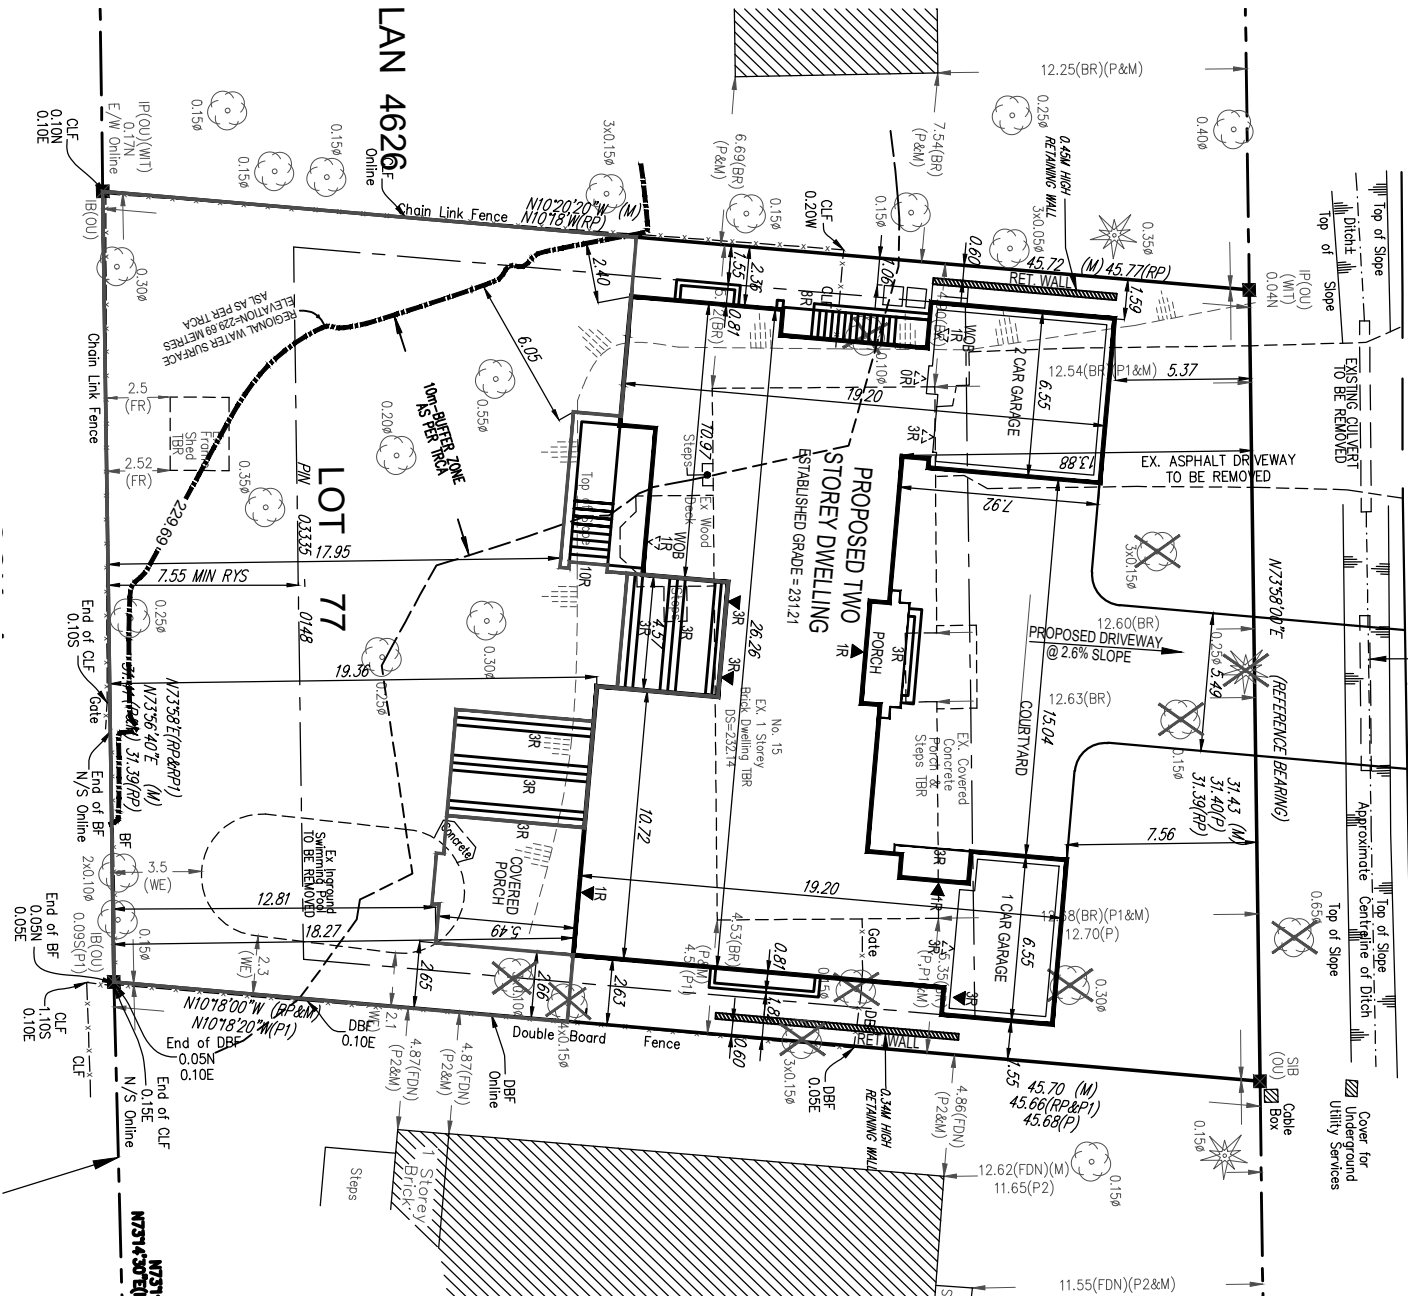 LAN 4626
12.25(BR)(P&M)
IP(OU)(WIT)
0.17N
E/W Online
CLF
0.10N
0.10E
0.15ø
0.15ø
0.15ø
3x0.15ø
CLF
Online
6.69(BR)
(P&M)
7.54(BR)
(P&M)
0.25ø
0.40ø
0.45M HIGH
RETAINING WALL
3x0.05ø
Chain Link Fence
N10°20'20"W (M)
N10°18'W(RP)
0.15ø
CLF
0.20W
0.15ø
0.35ø
Top of Slope
Ditch±
Top of Slope
IB(OU)
0.30ø
2.40
1.55
2.36
1.06
0.60
45.72 (M) 45.77(RP)
RET. WALL
1.59
IP(OU)
(WIT)
0.04N
REGIONAL WATER SURFACE
ELEVATION=229.69 METRES
ASL AS PER TRCA
6.05
0.81
CLF
BR
WOB
1R
2 CAR GARAGE
6.55
12.54(BR)(P1&M)
5.37
EXISTING CULVERT
TO BE REMOVED
Chain Link Fence
2.5
(FR)
Shed
TBR
2.52
(FR)
0.55ø
0.20ø
0.35ø
10m-BUFFER ZONE
AS PER TRCA
19.20
0.10ø
0R
3R
13.88
EX. ASPHALT DRIVEWAY
TO BE REMOVED
10.97
Steps
Ex Wood
Deck
PROPOSED TWO
STOREY DWELLING
ESTABLISHED GRADE = 231.21
7.92
LOT 77
PIN 03335
0148
229.69
17.95
7.55 MIN RYS
10R
WOB
1R
3x0.15ø
N73°58'00"E (REFERENCE BEARING)
0.25ø
0.30ø
0.25ø
19.36
3R
4.57
3R
Steps
3R
3R
26.26
1R
PORCH
3R
12.60(BR)
PROPOSED DRIVEWAY
@ 2.6% SLOPE
0.25ø
5.49
12.63(BR)
COURTYARD
15.04
0.15ø
End of CLF
0.10S
Gate
N73°58'E(RP&RP1)
N73°56'40"E (M)
31.39(RP)
End of BF
N/S Online
BF
No. 15
EX. 1 Storey
Brick Dwelling TBR
DS=232.14
EX. Covered
Concrete
Porch &
Steps TBR
31.43 (M)
31.40(P)
31.39(RP)
3R
3R
3R
10.72
Concrete
COVERED
PORCH
Ex Inground
Swimming Pool
TO BE REMOVED
2x0.10ø
3.5
(WE)
12.81
18.27
5.49
1R
19.20
3R
1R
7.56
1 CAR GARAGE
6.55
12.70(P)
Approximate Centreline of Ditch
Top of Slope
Top of Slope
0.65ø
End of BF
0.05N
0.05E
IB(OU)
0.09S(P1)
0.15ø
2.3
(WE)
2.65
2.66
2.63
4.53(BR)
(P&M)
0.81
Gate
3R
0.30ø
CLF
1.10S
0.10E
CLF
N10°18'00"W (RP&M)
N10°18'20"W(P1)
End of DBF
0.05N
0.10E
DBF
0.10E
2.1
(WE)
4.87(FDN)
(P2&M)
4.87(FDN)
(P2&M)
DBF
Online
Double Board Fence
4x0.15ø
0.60
3x0.15ø
DBF
0.05E
RET. WALL
0.34M HIGH
RETAINING WALL
4.86(FDN)
(P2&M)
1.55
45.70 (M)
45.66(RP&P1)
45.68(P)
SIB
(OU)
Cable
Box
Cover for
Underground
Utility Services
End of CLF
0.15E
N/S Online
Steps
1 Storey
Brick
12.62(FDN)(M)
11.65(P2)
0.15ø
0.15ø
11.55(FDN)(P2&M)